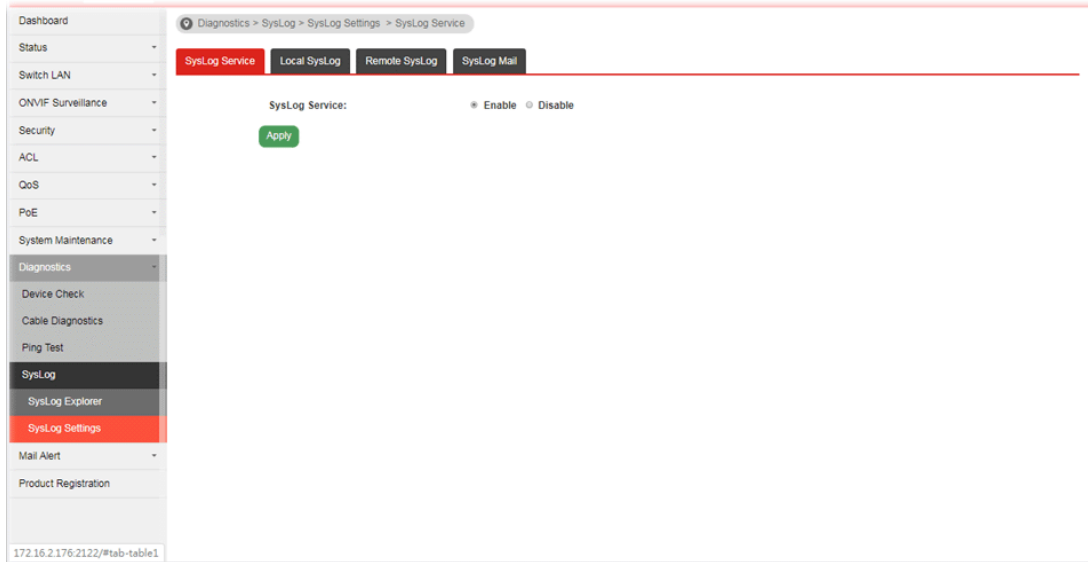 Dashboard
Status
Switch LAN
ONVIF Surveillance
Security
ACL
QoS
PoE
System Maintenance
Diagnostics
Device Check
Cable Diagnostics
Ping Test
SysLog
SysLog Explorer
SysLog Settings
Mail Alert
Product Registration
172.16.2.176:2122/#tab-table1
Diagnostics > SysLog > SysLog Settings > SysLog Service
SysLog Service Local SysLog Remote SysLog SysLog Mail
SysLog Service: Enable Disable
Apply